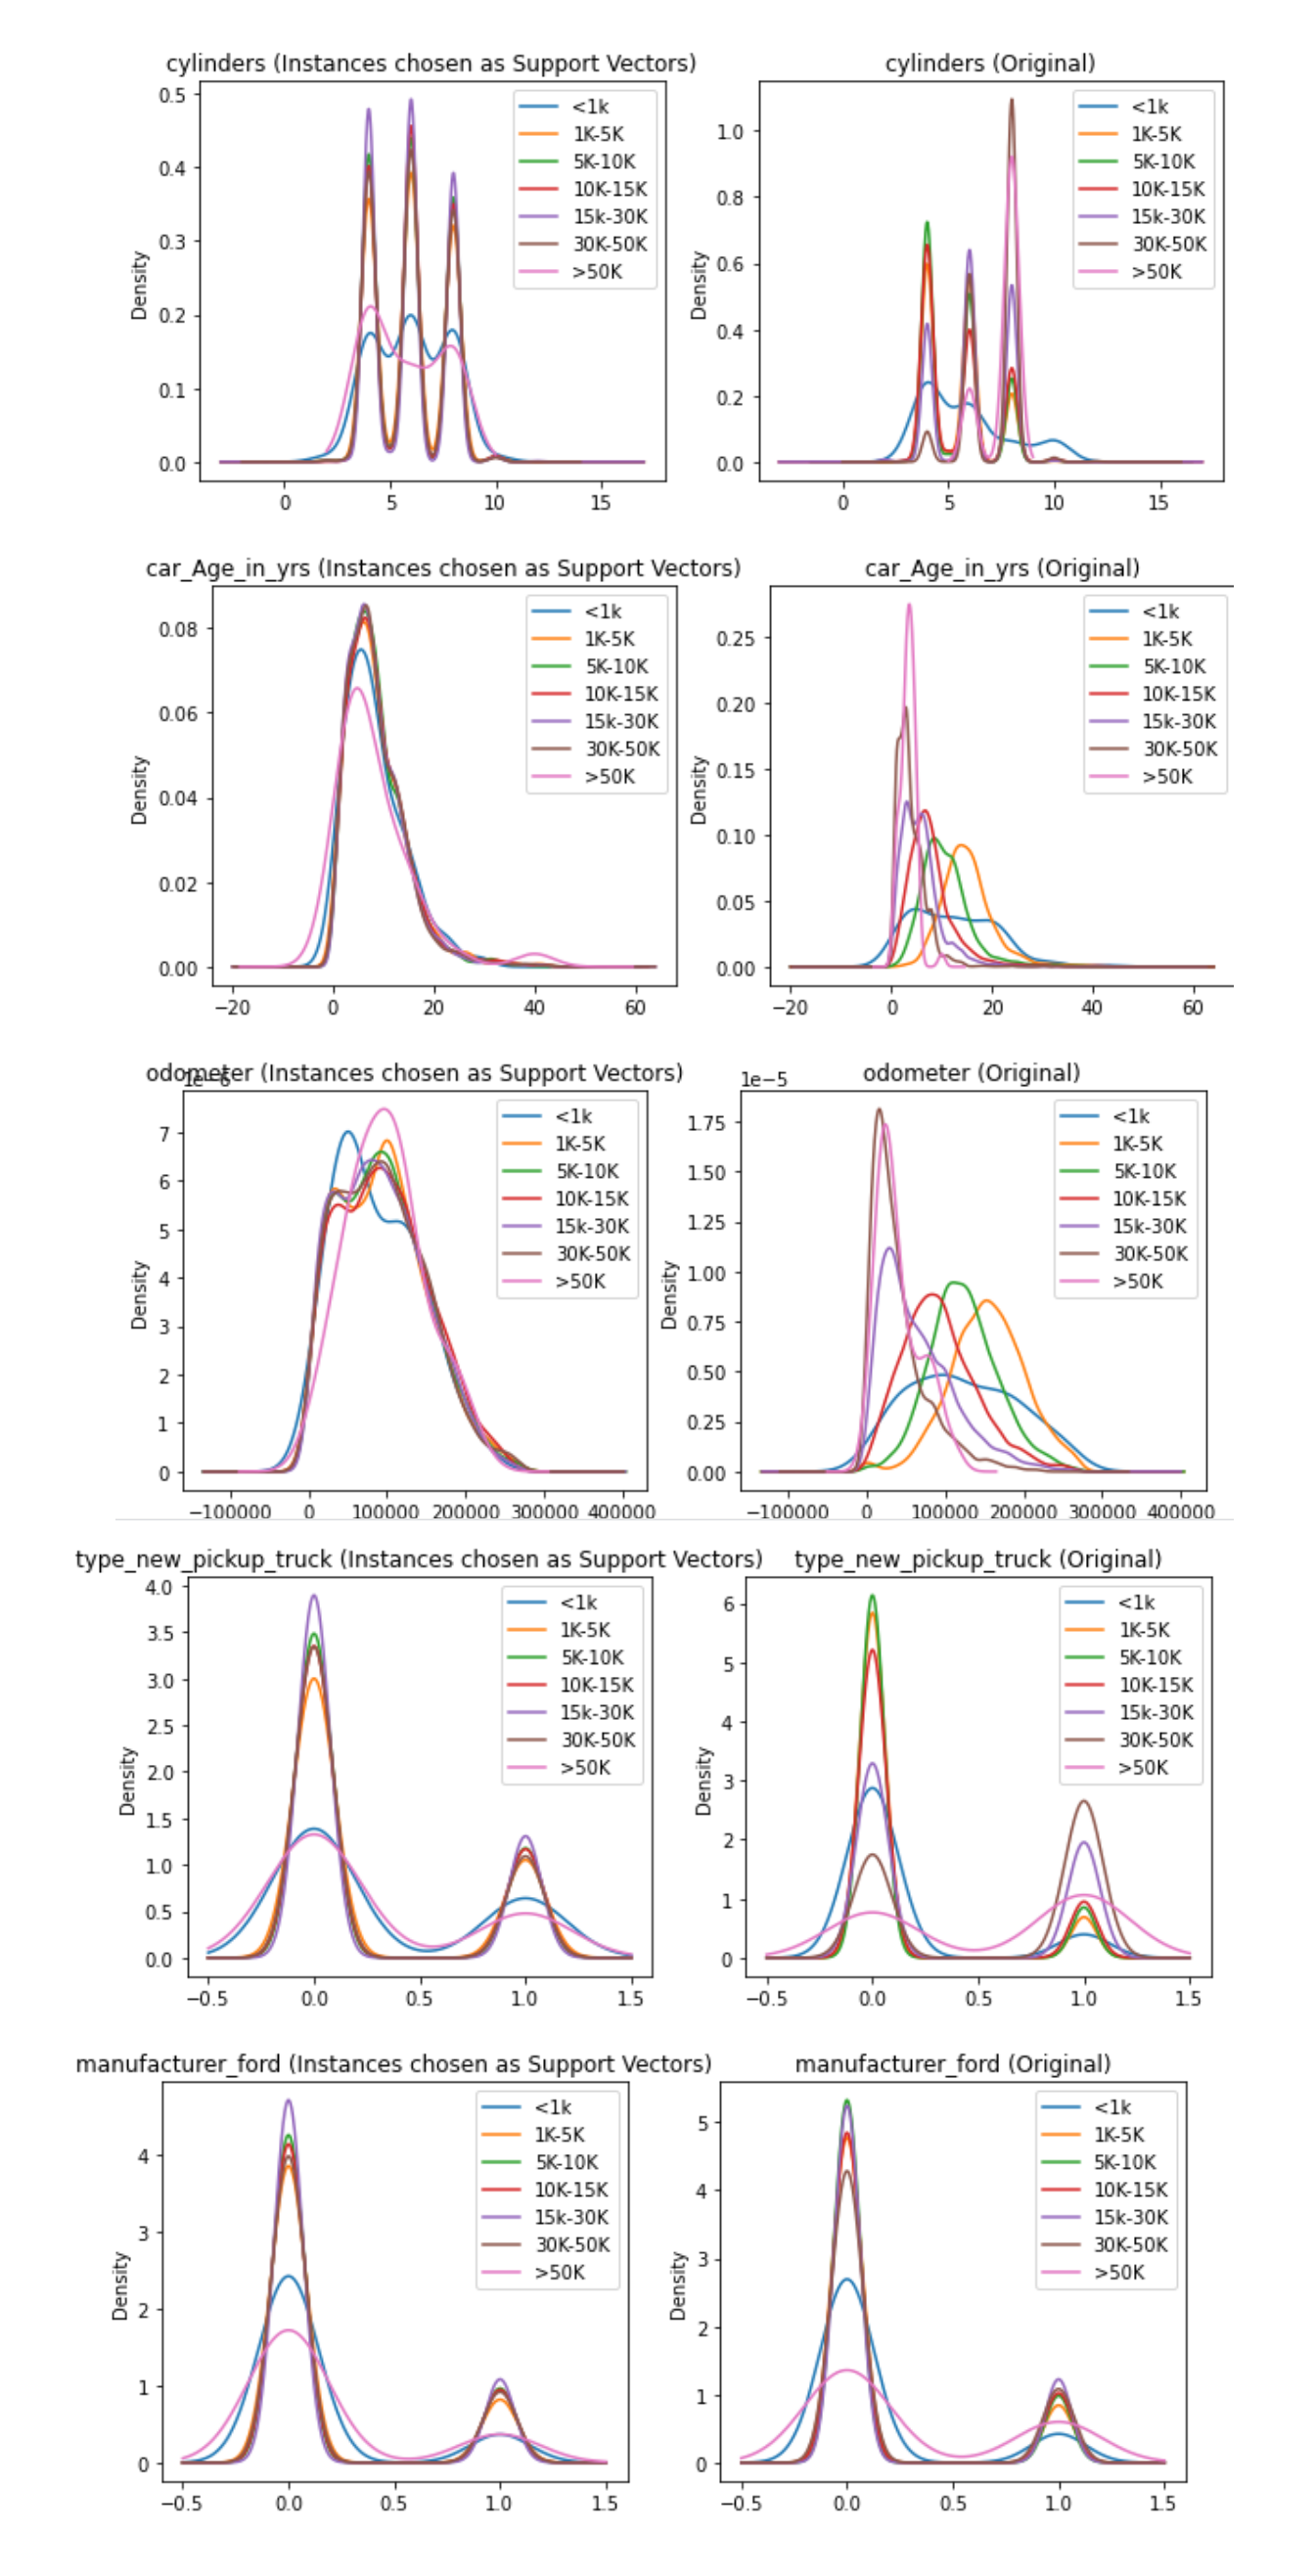 cylinders (Instances chosen as Support Vectors)
0.5
0.4
0.3
0.2
0.1
0.0
Density
0 5 10 15
<1k
1K-5K
5K-10K
10K-15K
15k-30K
30K-50K
>50K
cylinders (Original)
1.0
0.8
0.6
0.4
0.2
0.0
Density
0 5 10 15
<1k
1K-5K
5K-10K
10K-15K
15k-30K
30K-50K
>50K
car_Age_in_yrs (Instances chosen as Support Vectors)
0.08
0.06
0.04
0.02
0.00
Density
−20 0 20 40 60
<1k
1K-5K
5K-10K
10K-15K
15k-30K
30K-50K
>50K
car_Age_in_yrs (Original)
0.25
0.20
0.15
0.10
0.05
0.00
Density
−20 0 20 40 60
<1k
1K-5K
5K-10K
10K-15K
15k-30K
30K-50K
>50K
odometer (Instances chosen as Support Vectors)
1e−6
7
6
5
4
3
2
1
0
Density
−100000 0 100000 200000 300000 400000
<1k
1K-5K
5K-10K
10K-15K
15k-30K
30K-50K
>50K
odometer (Original)
1e−5
1.75
1.50
1.25
1.00
0.75
0.50
0.25
0.00
Density
−100000 0 100000 200000 300000 400000
<1k
1K-5K
5K-10K
10K-15K
15k-30K
30K-50K
>50K
type_new_pickup_truck (Instances chosen as Support Vectors)
4.0
3.5
3.0
2.5
2.0
1.5
1.0
0.5
0.0
Density
−0.5 0.0 0.5 1.0 1.5
<1k
1K-5K
5K-10K
10K-15K
15k-30K
30K-50K
>50K
type_new_pickup_truck (Original)
6
5
4
3
2
1
0
Density
−0.5 0.0 0.5 1.0 1.5
<1k
1K-5K
5K-10K
10K-15K
15k-30K
30K-50K
>50K
manufacturer_ford (Instances chosen as Support Vectors)
4
3
2
1
0
Density
−0.5 0.0 0.5 1.0 1.5
<1k
1K-5K
5K-10K
10K-15K
15k-30K
30K-50K
>50K
manufacturer_ford (Original)
5
4
3
2
1
0
Density
−0.5 0.0 0.5 1.0 1.5
<1k
1K-5K
5K-10K
10K-15K
15k-30K
30K-50K
>50K